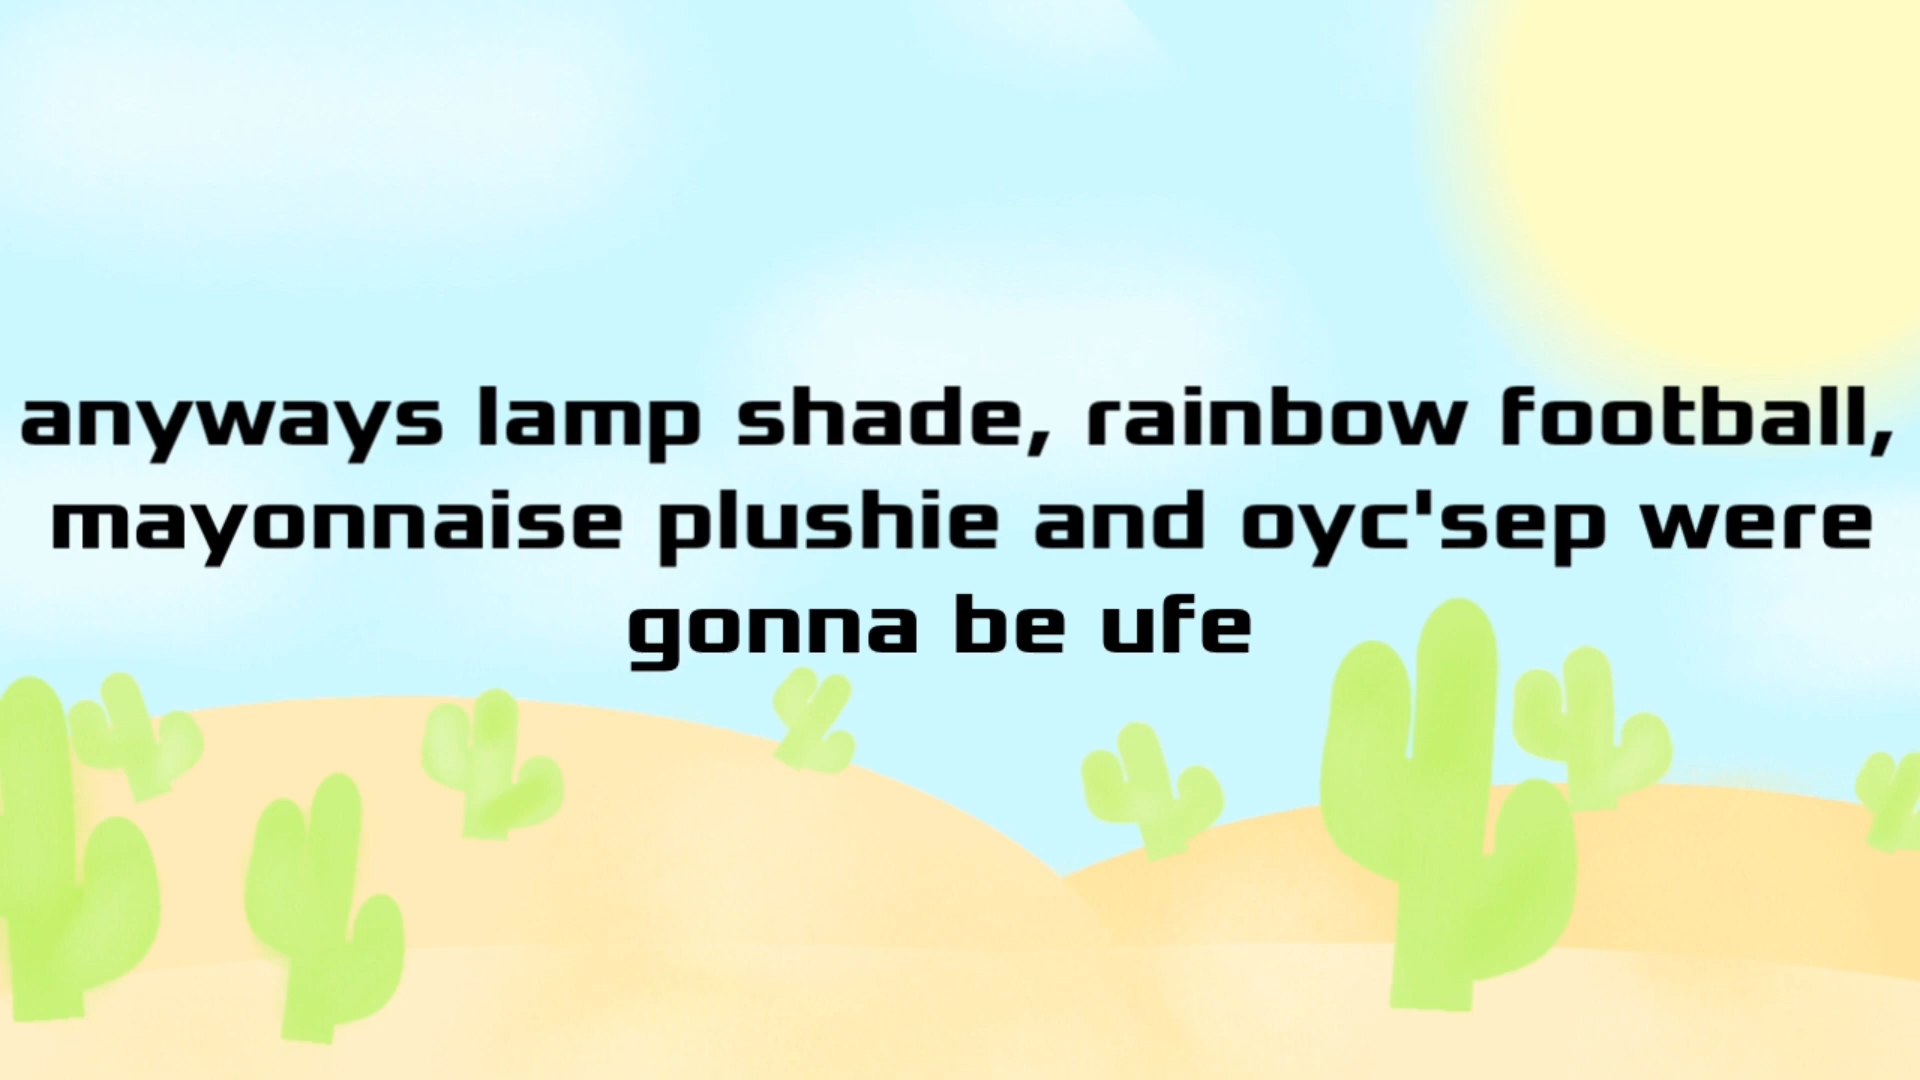 anyways lamp shade, rainbow football,
mayonnaise plushie and oyc'sep were
gonna be ufe